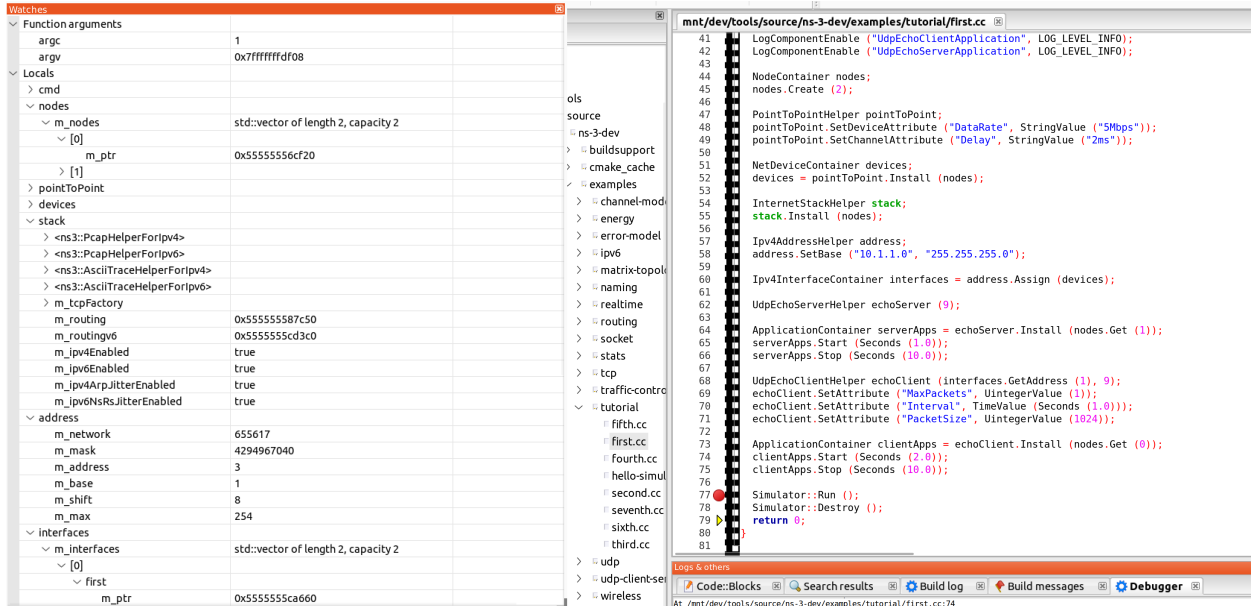 Watches
Function arguments
argc 1
argv 0x7fffffffdf08
Locals
cmd
nodes
m_nodes std::vector of length 2, capacity 2
[0]
m_ptr 0x55555556cf20
[1]
pointToPoint
devices
stack
<ns3::PcapHelperForIpv4>
<ns3::PcapHelperForIpv6>
<ns3::AsciiTraceHelperForIpv4>
<ns3::AsciiTraceHelperForIpv6>
m_tcpFactory
m_routing 0x555555587c50
m_routingv6 0x5555555cd3c0
m_ipv4Enabled true
m_ipv6Enabled true
m_ipv4ArpJitterEnabled true
m_ipv6NsRsJitterEnabled true
address
m_network 655617
m_mask 4294967040
m_address 3
m_base 1
m_shift 8
m_max 254
interfaces
m_interfaces std::vector of length 2, capacity 2
[0]
first
m_ptr 0x5555555ca660
ols
source
ns-3-dev
buildsupport
cmake_cache
examples
channel-mode
energy
error-model
ipv6
matrix-topolo
naming
realtime
routing
socket
stats
tcp
traffic-contro
tutorial
fifth.cc
first.cc
fourth.cc
hello-simul
second.cc
seventh.cc
sixth.cc
third.cc
udp
udp-client-ser
wireless
mnt/dev/tools/source/ns-3-dev/examples/tutorial/first.cc
41 LogComponentEnable ("UdpEchoClientApplication", LOG_LEVEL_INFO);
42 LogComponentEnable ("UdpEchoServerApplication", LOG_LEVEL_INFO);
43
44 NodeContainer nodes;
45 nodes.Create (2);
46
47 PointToPointHelper pointToPoint;
48 pointToPoint.SetDeviceAttribute ("DataRate", StringValue ("5Mbps"));
49 pointToPoint.SetChannelAttribute ("Delay", StringValue ("2ms"));
50
51 NetDeviceContainer devices;
52 devices = pointToPoint.Install (nodes);
53
54 InternetStackHelper stack;
55 stack.Install (nodes);
56
57 Ipv4AddressHelper address;
58 address.SetBase ("10.1.1.0", "255.255.255.0");
59
60 Ipv4InterfaceContainer interfaces = address.Assign (devices);
61
62 UdpEchoServerHelper echoServer (9);
63
64 ApplicationContainer serverApps = echoServer.Install (nodes.Get (1));
65 serverApps.Start (Seconds (1.0));
66 serverApps.Stop (Seconds (10.0));
67
68 UdpEchoClientHelper echoClient (interfaces.GetAddress (1), 9);
69 echoClient.SetAttribute ("MaxPackets", UintegerValue (1));
70 echoClient.SetAttribute ("Interval", TimeValue (Seconds (1.0)));
71 echoClient.SetAttribute ("PacketSize", UintegerValue (1024));
72
73 ApplicationContainer clientApps = echoClient.Install (nodes.Get (0));
74 clientApps.Start (Seconds (2.0));
75 clientApps.Stop (Seconds (10.0));
76
77 Simulator::Run ();
78 Simulator::Destroy ();
79 return 0;
80 }
81
Logs & others
Code::Blocks Search results Build log Build messages Debugger
At /mnt/dev/tools/source/ns-3-dev/examples/tutorial/first.cc:74